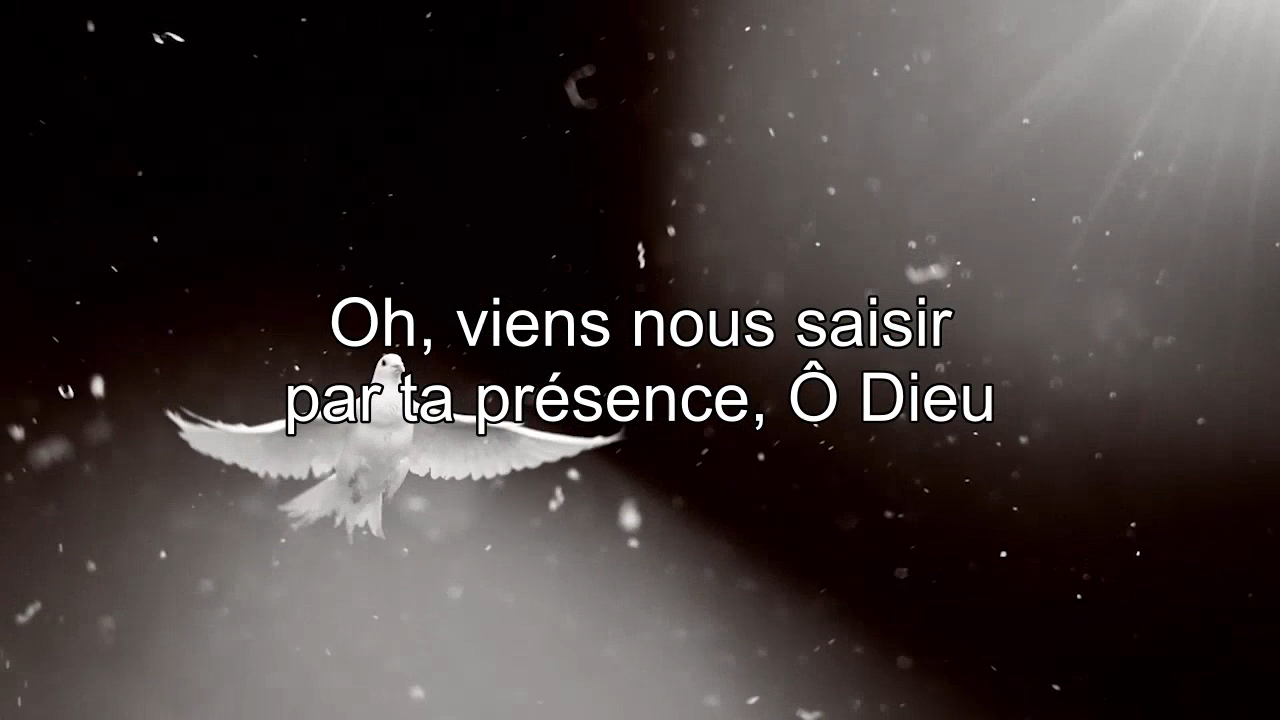 Oh, viens nous saisir
par ta présence, Ô Dieu